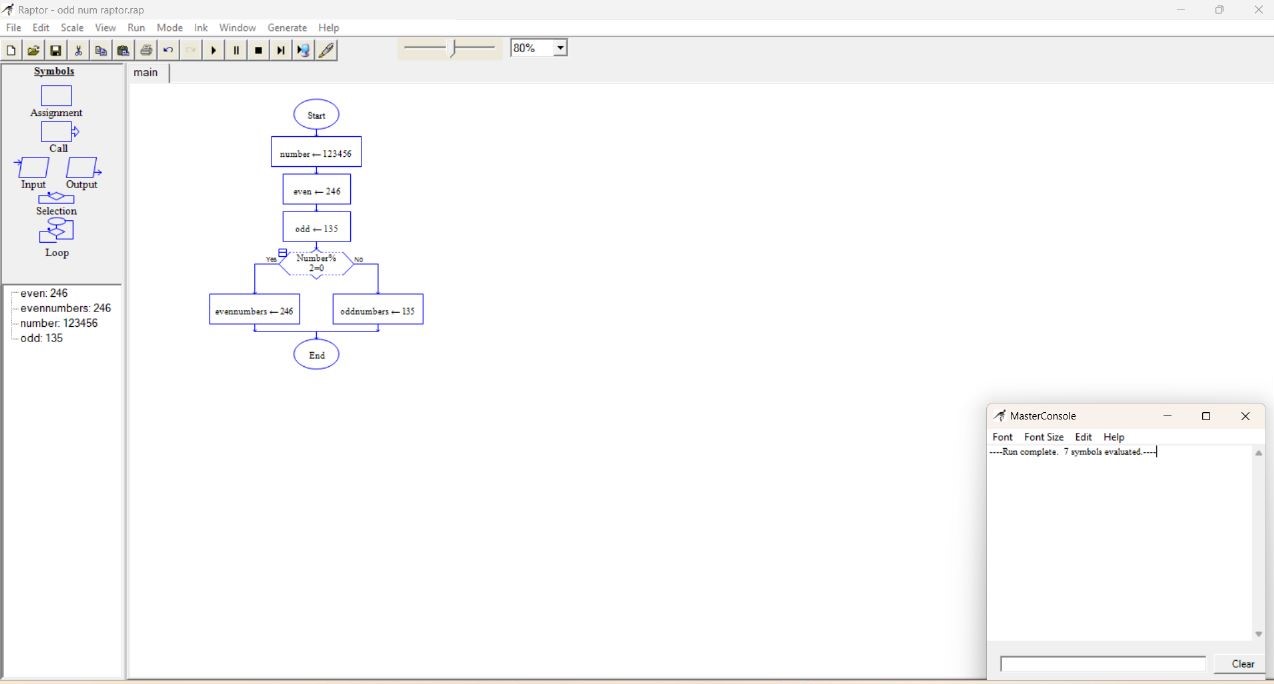 Raptor - odd num raptor.rap
File Edit Scale View Run Mode Ink Window Generate Help
80%
Symbols
Assignment
Call
Input Output
Selection
Loop
even: 246
evennumbers: 246
number: 123456
odd: 135
main
Start
number ← 123456
even ← 246
odd ← 135
Yes
Number%
2=0
No
evennumbers ← 246
oddnumbers ← 135
End
MasterConsole
Font Font Size Edit Help
----Run complete. 7 symbols evaluated.----
Clear